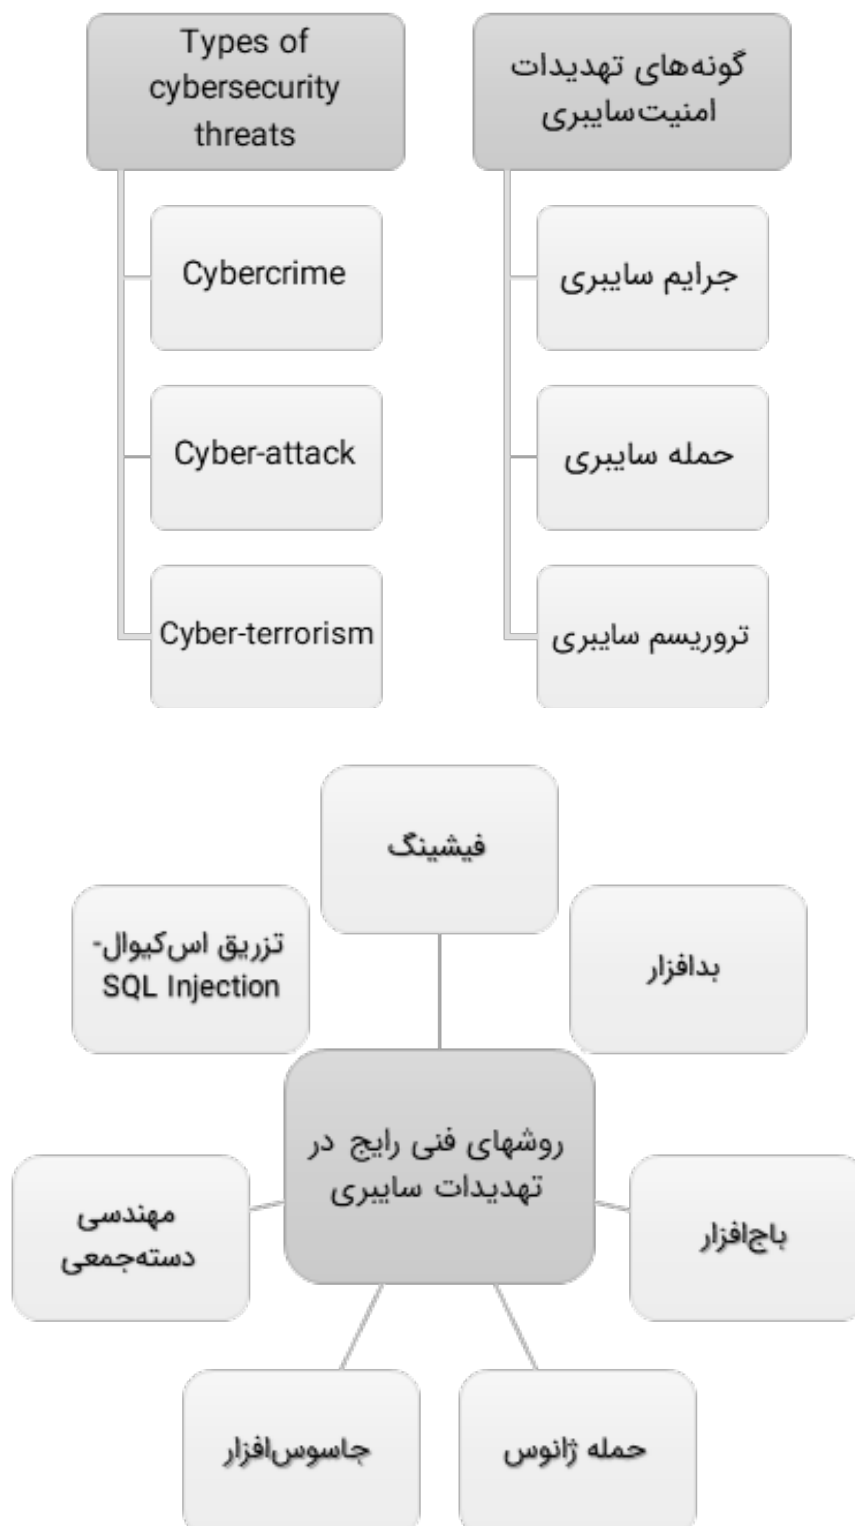 Types of
cybersecurity
threats
Cybercrime
Cyber-attack
Cyber-terrorism
گونه‌های تهدیدات
امنیت‌سایبری
جرایم سایبری
حمله سایبری
تروریسم سایبری
فیشینگ
تزریق اس‌کیوال-
SQL Injection
بدافزار
روشهای فنی رایج در
تهدیدات سایبری
مهندسی
دسته‌جمعی
باج‌افزار
جاسوس‌افزار
حمله ژانوس